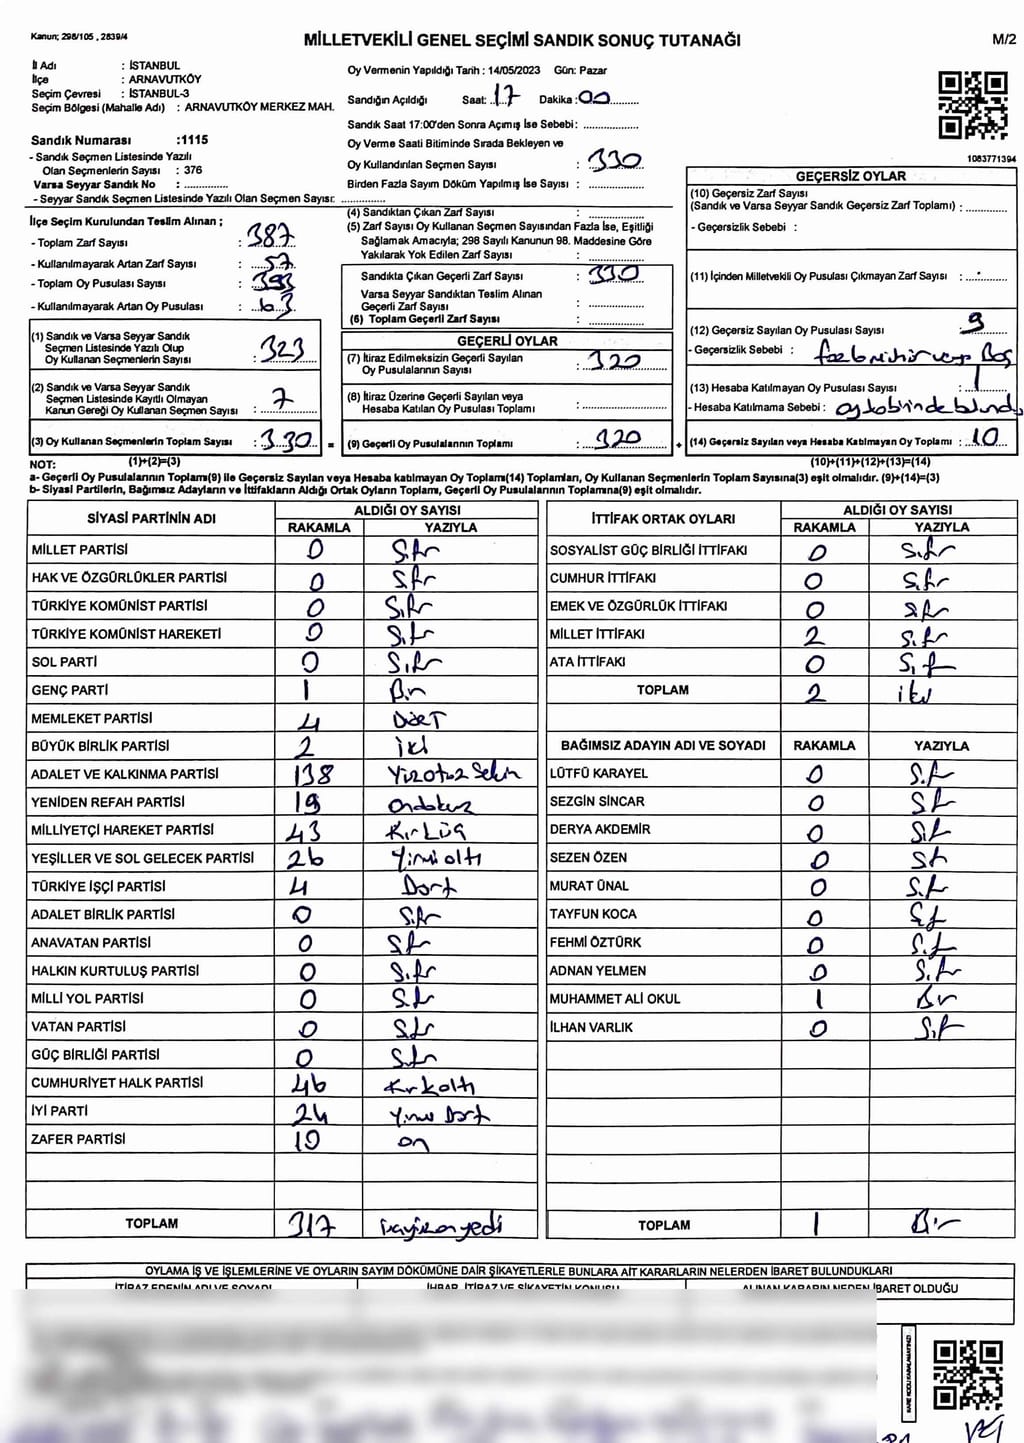 Kanun; 298/105 , 2839/4
MİLLETVEKİLİ GENEL SEÇİMİ SANDIK SONUÇ TUTANAĞI
M/2
İl Adı : İSTANBUL
İlçe : ARNAVUTKÖY
Seçim Çevresi : İSTANBUL-3
Seçim Bölgesi (Mahalle Adı) : ARNAVUTKÖY MERKEZ MAH.
Sandık Numarası :1115
- Sandık Seçmen Listesinde Yazılı
Olan Seçmenlerin Sayısı : 376
Varsa Seyyar Sandık No : ..............
- Seyyar Sandık Seçmen Listesinde Yazılı Olan Seçmen Sayısı: ..............
Oy Vermenin Yapıldığı Tarih : 14/05/2023 Gün: Pazar
Sandığın Açıldığı Saat: 17 Dakika : 00
Sandık Saat 17:00'den Sonra Açımış İse Sebebi: ..............
Oy Verme Saati Bitiminde Sırada Bekleyen ve
Oy Kullandırılan Seçmen Sayısı : 330
Birden Fazla Sayım Döküm Yapılmış İse Sayısı : ..............
1083771394
İlçe Seçim Kurulundan Teslim Alınan ;
- Toplam Zarf Sayısı : 387
- Kullanılmayarak Artan Zarf Sayısı : 57
- Toplam Oy Pusulası Sayısı : 393
- Kullanılmayarak Artan Oy Pusulası : 63
(1) Sandık ve Varsa Seyyar Sandık
Seçmen Listesinde Yazılı Olup
Oy Kullanan Seçmenlerin Sayısı : 323
(2) Sandık ve Varsa Seyyar Sandık
Seçmen Listesinde Kayıtlı Olmayan
Kanun Gereği Oy Kullanan Seçmen Sayısı : 7
(3) Oy Kullanan Seçmenlerin Toplam Sayısı : 330 =
(1)+(2)=(3)
(4) Sandıktan Çıkan Zarf Sayısı : ..............
(5) Zarf Sayısı Oy Kullanan Seçmen Sayısından Fazla İse, Eşitliği
Sağlamak Amacıyla; 298 Sayılı Kanunun 98. Maddesine Göre
Yakılarak Yok Edilen Zarf Sayısı : ..............
Sandıkta Çıkan Geçerli Zarf Sayısı : 330
Varsa Seyyar Sandıktan Teslim Alınan
Geçerli Zarf Sayısı : ..............
(6) Toplam Geçerli Zarf Sayısı : ..............
GEÇERLİ OYLAR
(7) İtiraz Edilmeksizin Geçerli Sayılan
Oy Pusulalarının Sayısı : 320
(8) İtiraz Üzerine Geçerli Sayılan veya
Hesaba Katılan Oy Pusulası Toplamı : ..............
(9) Geçerli Oy Pusulalarının Toplamı : 320 +
GEÇERSİZ OYLAR
(10) Geçersiz Zarf Sayısı
(Sandık ve Varsa Seyyar Sandık Geçersiz Zarf Toplamı) : ..............
- Geçersizlik Sebebi :
(11) İçinden Milletvekili Oy Pusulası Çıkmayan Zarf Sayısı : ..............
(12) Geçersiz Sayılan Oy Pusulası Sayısı : 9
- Geçersizlik Sebebi :
(13) Hesaba Katılmayan Oy Pusulası Sayısı : 1
- Hesaba Katılmama Sebebi :
(14) Geçersiz Sayılan veya Hesaba Katılmayan Oy Toplamı : 10
(10)+(11)+(12)+(13)=(14)
NOT:
a- Geçerli Oy Pusulalarının Toplamı(9) ile Geçersiz Sayılan veya Hesaba katılmayan Oy Toplamı(14) Toplamları, Oy Kullanan Seçmenlerin Toplam Sayısına(3) eşit olmalıdır. (9)+(14)=(3)
b- Siyasi Partilerin, Bağımsız Adayların ve İttifakların Aldığı Ortak Oyların Toplamı, Geçerli Oy Pusulalarının Toplamına(9) eşit olmalıdır.
SİYASİ PARTİNİN ADI ALDIĞI OY SAYISI
RAKAMLA YAZIYLA
MİLLET PARTİSİ 0 Sıfır
HAK VE ÖZGÜRLÜKLER PARTİSİ 0 Sıfır
TÜRKİYE KOMÜNİST PARTİSİ 0 Sıfır
TÜRKİYE KOMÜNİST HAREKETİ 0 Sıfır
SOL PARTİ 0 Sıfır
GENÇ PARTİ 1 Bir
MEMLEKET PARTİSİ 4 Dört
BÜYÜK BİRLİK PARTİSİ 2 iki
ADALET VE KALKINMA PARTİSİ 138 Yüzotuz Sekiz
YENİDEN REFAH PARTİSİ 19 ondokuz
MİLLİYETÇİ HAREKET PARTİSİ 43 Kırküç
YEŞİLLER VE SOL GELECEK PARTİSİ 26 Yirmi altı
TÜRKİYE İŞÇİ PARTİSİ 4 Dört
ADALET BİRLİK PARTİSİ 0 Sıfır
ANAVATAN PARTİSİ 0 Sıfır
HALKIN KURTULUŞ PARTİSİ 0 Sıfır
MİLLİ YOL PARTİSİ 0 Sıfır
VATAN PARTİSİ 0 Sıfır
GÜÇ BİRLİĞİ PARTİSİ 0 Sıfır
CUMHURİYET HALK PARTİSİ 46 Kırkaltı
İYİ PARTİ 24 Yirmi Dört
ZAFER PARTİSİ 10 on
TOPLAM 317 üçyüzonyedi
İTTİFAK ORTAK OYLARI ALDIĞI OY SAYISI
RAKAMLA YAZIYLA
SOSYALİST GÜÇ BİRLİĞİ İTTİFAKI 0 Sıfır
CUMHUR İTTİFAKI 0 Sıfır
EMEK VE ÖZGÜRLÜK İTTİFAKI 0 Sıfır
MİLLET İTTİFAKI 2 Sıfır
ATA İTTİFAKI 0 Sıfır
TOPLAM 2 iki
BAĞIMSIZ ADAYIN ADI VE SOYADI RAKAMLA YAZIYLA
LÜTFÜ KARAYEL 0 Sıfır
SEZGİN SİNCAR 0 Sıfır
DERYA AKDEMİR 0 Sıfır
SEZEN ÖZEN 0 Sıfır
MURAT ÜNAL 0 Sıfır
TAYFUN KOCA 0 Sıfır
FEHMİ ÖZTÜRK 0 Sıfır
ADNAN YELMEN 0 Sıfır
MUHAMMET ALİ OKUL 1 Bir
İLHAN VARLIK 0 Sıfır
TOPLAM 1 Bir
OYLAMA İŞ VE İŞLEMLERİNE VE OYLARIN SAYIM DÖKÜMÜNE DAİR ŞİKAYETLERLE BUNLARA AİT KARARLARIN NELERDEN İBARET BULUNDUKLARI
İTİRAZ EDENİN ADI VE SOYADI İHBAR, İTİRAZ VE ŞİKAYETİN KONUSU ALINAN KARARIN NEDEN İBARET OLDUĞU